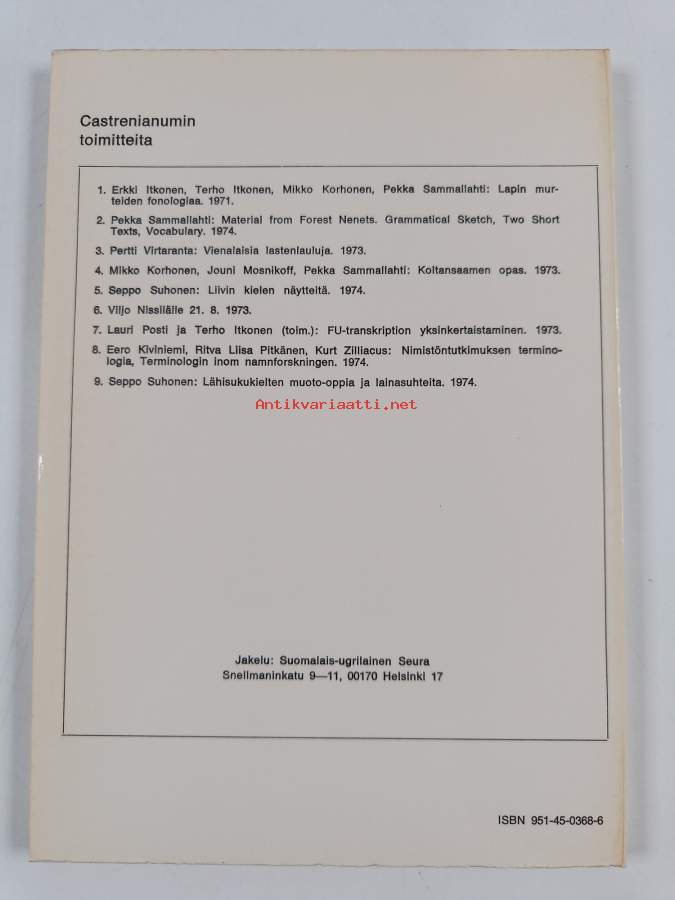 Castrenianumin
toimitteita
1. Erkki Itkonen, Terho Itkonen, Mikko Korhonen, Pekka Sammallahti: Lapin mur-
teiden fonologiaa. 1971.
2. Pekka Sammallahti: Material from Forest Nenets. Grammatical Sketch, Two Short
Texts, Vocabulary. 1974.
3. Pertti Virtaranta: Vienalaisia lastenlauluja. 1973.
4. Mikko Korhonen, Jouni Mosnikoff, Pekka Sammallahti: Koltansaamen opas. 1973.
5. Seppo Suhonen: Liivin kielen näytteitä. 1974.
6. Viljo Nissilälle 21. 8. 1973.
7. Lauri Posti ja Terho Itkonen (toim.): FU-transkription yksinkertaistaminen. 1973.
8. Eero Kiviniemi, Ritva Liisa Pitkänen, Kurt Zilliacus: Nimistöntutkimuksen termino-
logia, Terminologin inom namnforskningen. 1974.
9. Seppo Suhonen: Lähisukukielten muoto-oppia ja lainasuhteita. 1974.
Antikvariaatti.net
Jakelu: Suomalais-ugrilainen Seura
Snellmaninkatu 9—11, 00170 Helsinki 17
ISBN 951-45-0368-6